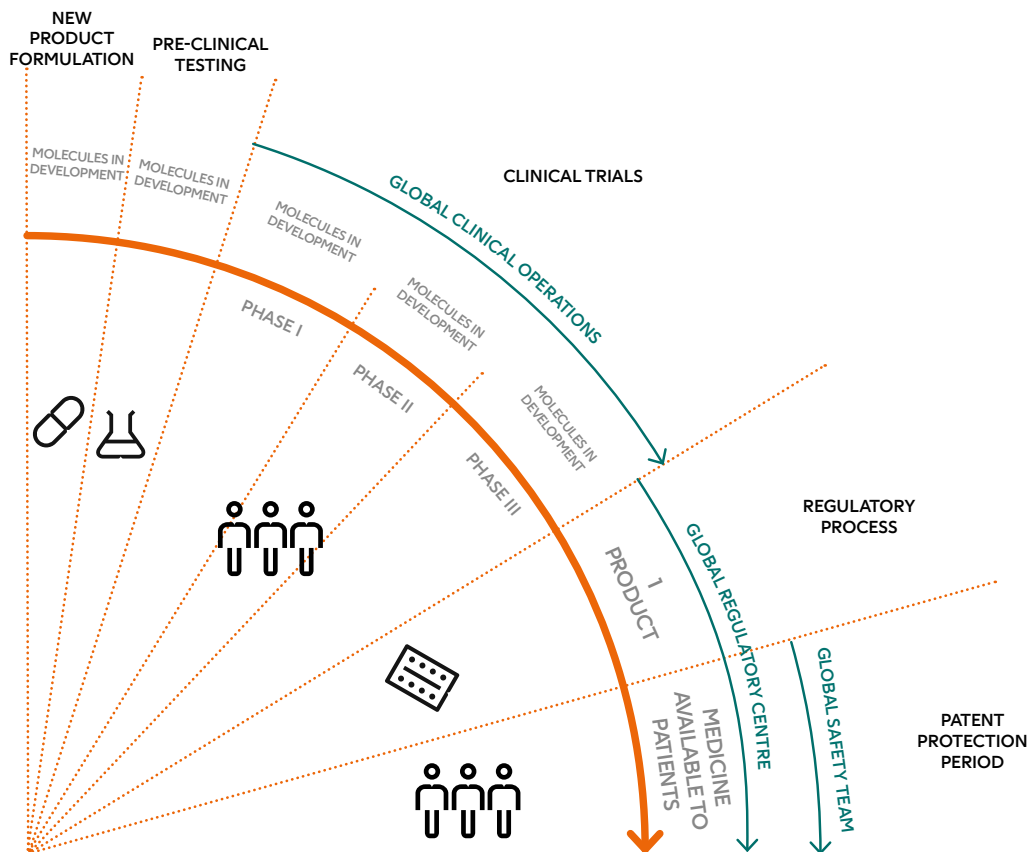 NEW
PRODUCT
FORMULATION
PRE-CLINICAL
TESTING
MOLECULES IN
DEVELOPMENT
MOLECULES IN
DEVELOPMENT
CLINICAL TRIALS
GLOBAL CLINICAL OPERATIONS
MOLECULES IN
DEVELOPMENT
PHASE I
MOLECULES IN
DEVELOPMENT
PHASE II
MOLECULES IN
DEVELOPMENT
PHASE III
REGULATORY
PROCESS
GLOBAL REGULATORY CENTRE
1
PRODUCT
PATENT
PROTECTION
PERIOD
GLOBAL SAFETY TEAM
MEDICINE
AVAILABLE TO
PATIENTS